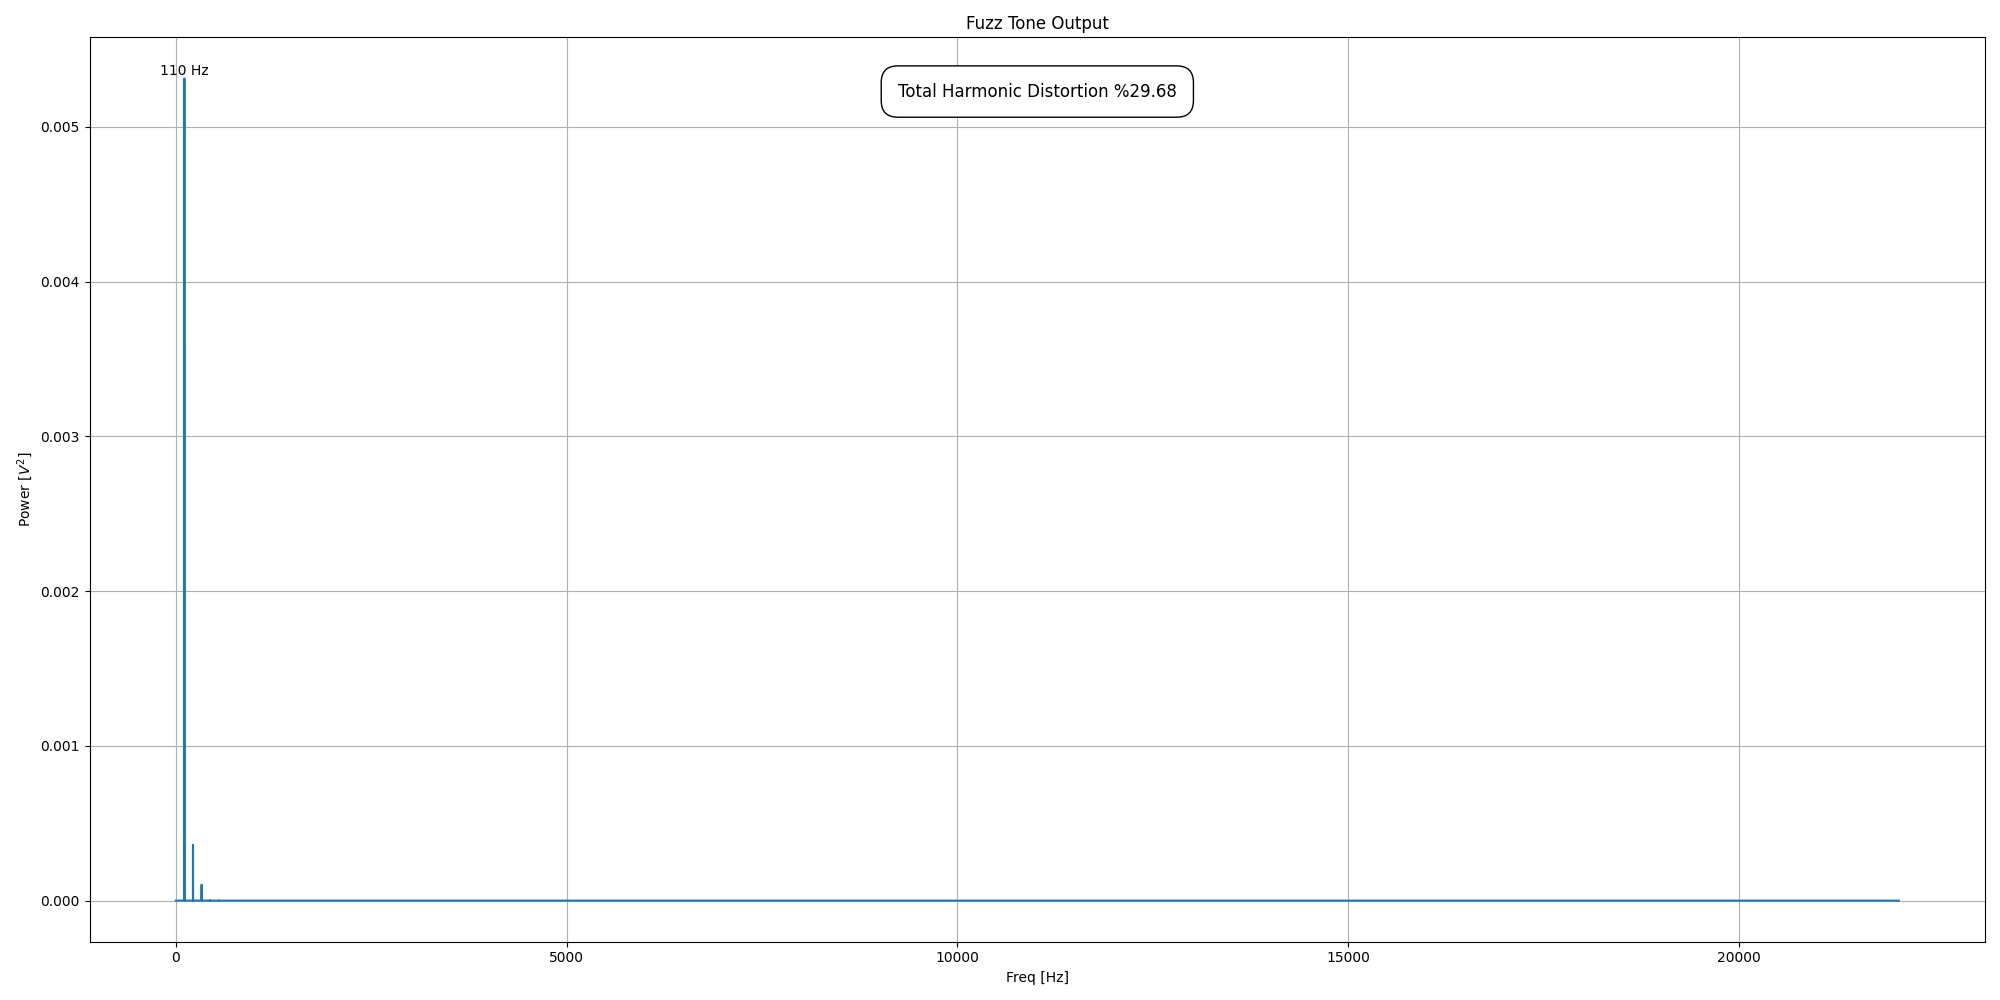 Fuzz Tone Output
110 Hz
Total Harmonic Distortion %29.68
0.005
0.004
0.003
0.002
0.001
0.000
Power [V²]
0
5000
10000
15000
20000
Freq [Hz]